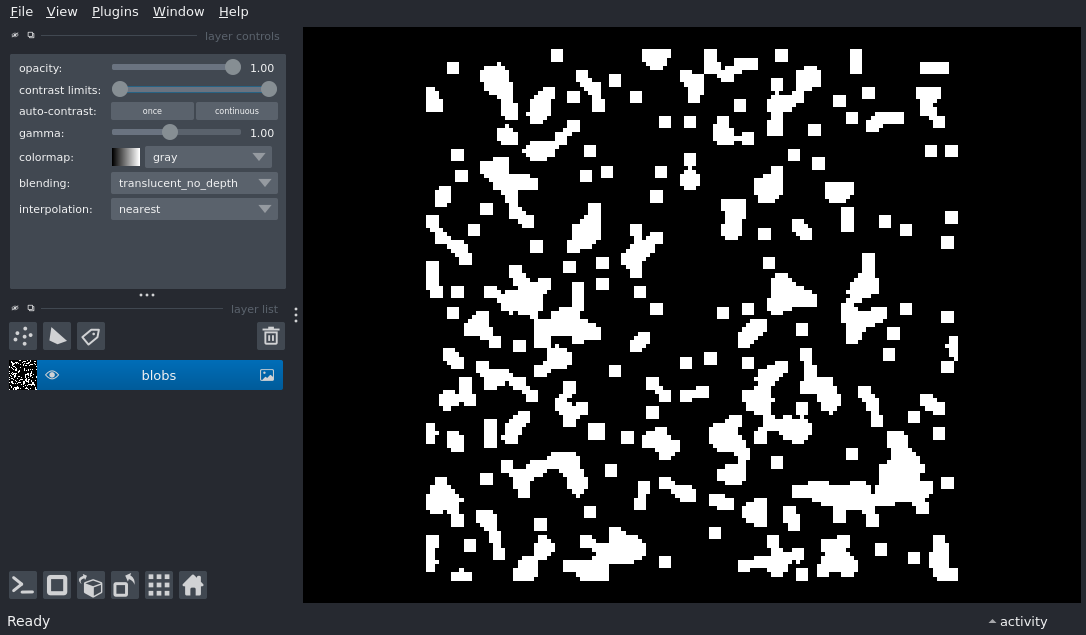 File View Plugins Window Help
layer controls
opacity: 1.00
contrast limits:
auto-contrast: once continuous
gamma: 1.00
colormap: gray
blending: translucent_no_depth
interpolation: nearest
layer list
blobs
Ready activity